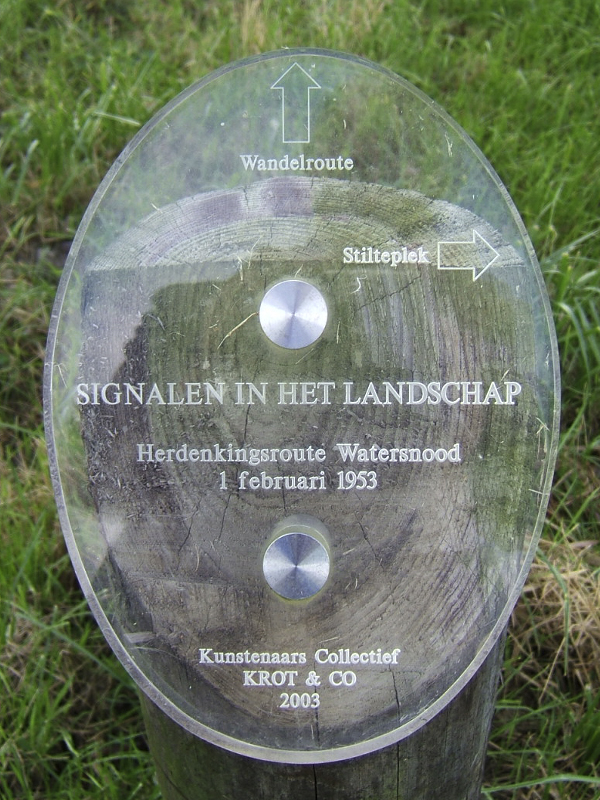 Wandelroute
Stilteplek
SIGNALEN IN HET LANDSCHAP
Herdenkingsroute Watersnood
1 februari 1953
Kunstenaars Collectief
KROT & CO
2003